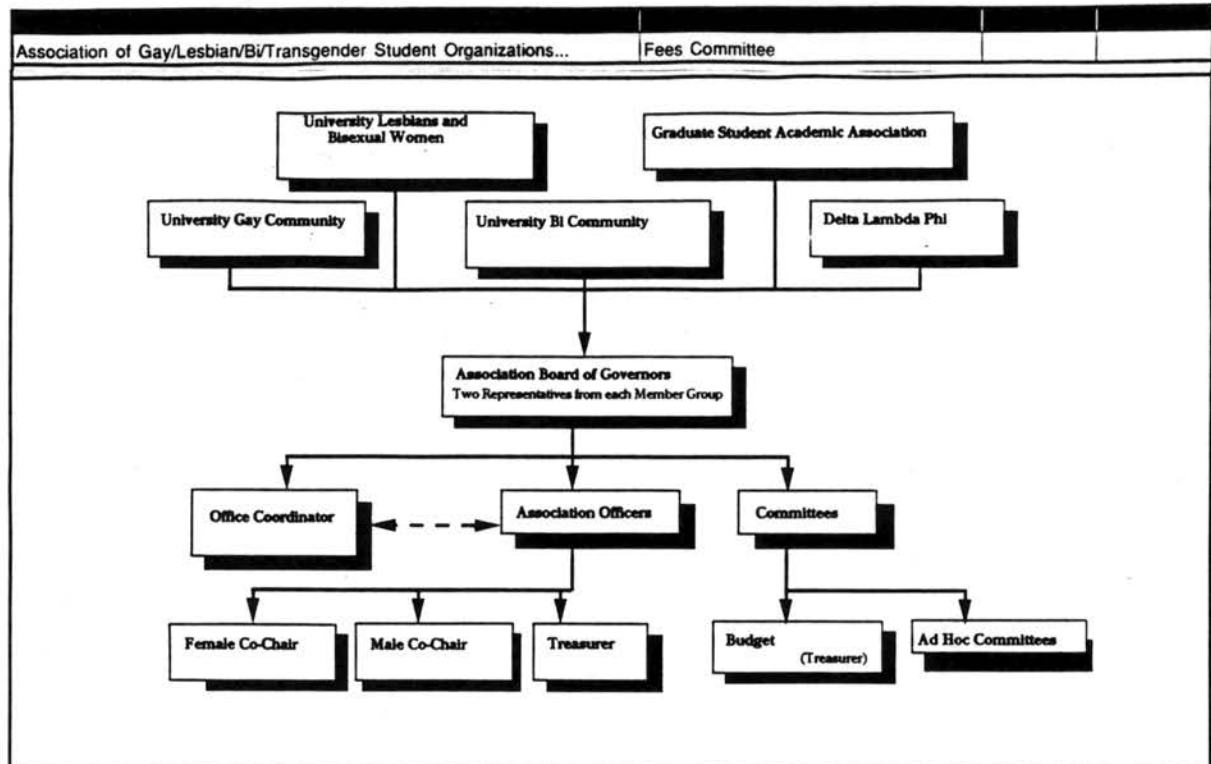 Association of Gay/Lesbian/Bi/Transgender Student Organizations... Fees Committee
University Lesbians and
Bisexual Women
Graduate Student Academic Association
University Gay Community
University Bi Community
Delta Lambda Phi
Association Board of Governors
Two Representatives from each Member Group
Office Coordinator
Association Officers
Committees
Female Co-Chair
Male Co-Chair
Treasurer
Budget
(Treasurer)
Ad Hoc Committees